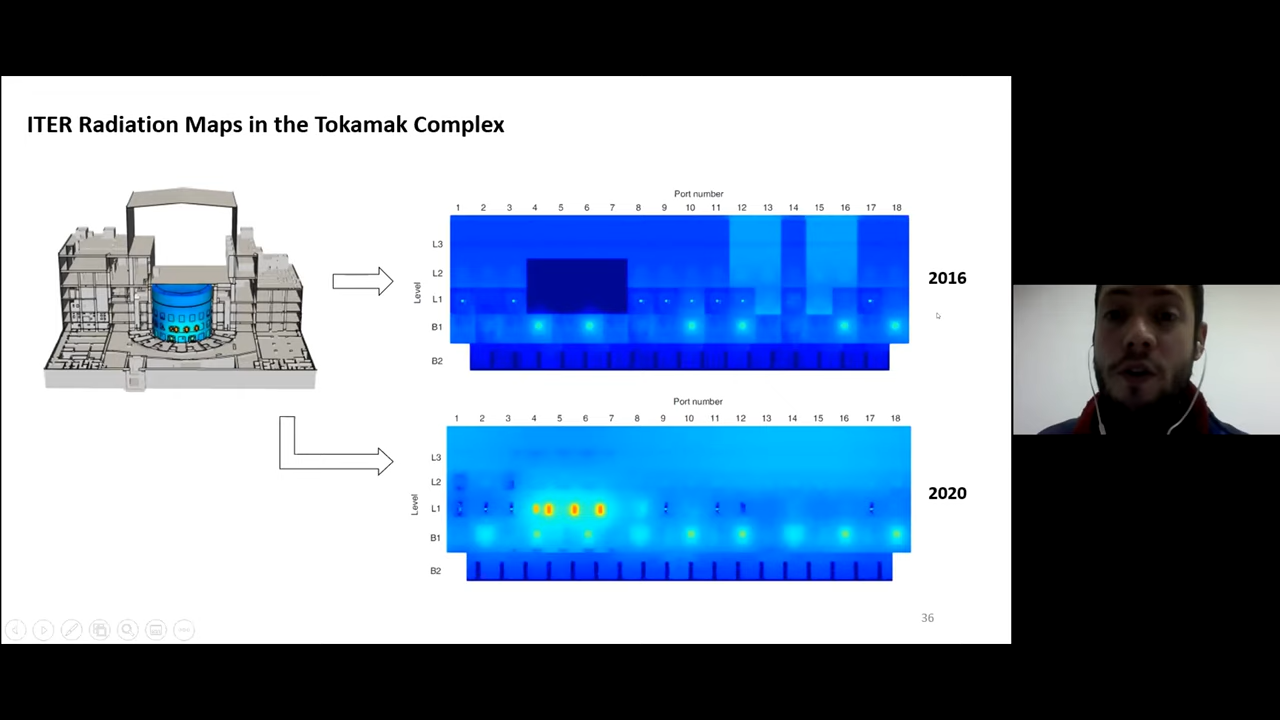 ITER Radiation Maps in the Tokamak Complex
Port number
1 2 3 4 5 6 7 8 9 10 11 12 13 14 15 16 17 18
Level
L3
L2
L1
B1
B2
2016
Port number
1 2 3 4 5 6 7 8 9 10 11 12 13 14 15 16 17 18
Level
L3
L2
L1
B1
B2
2020
36